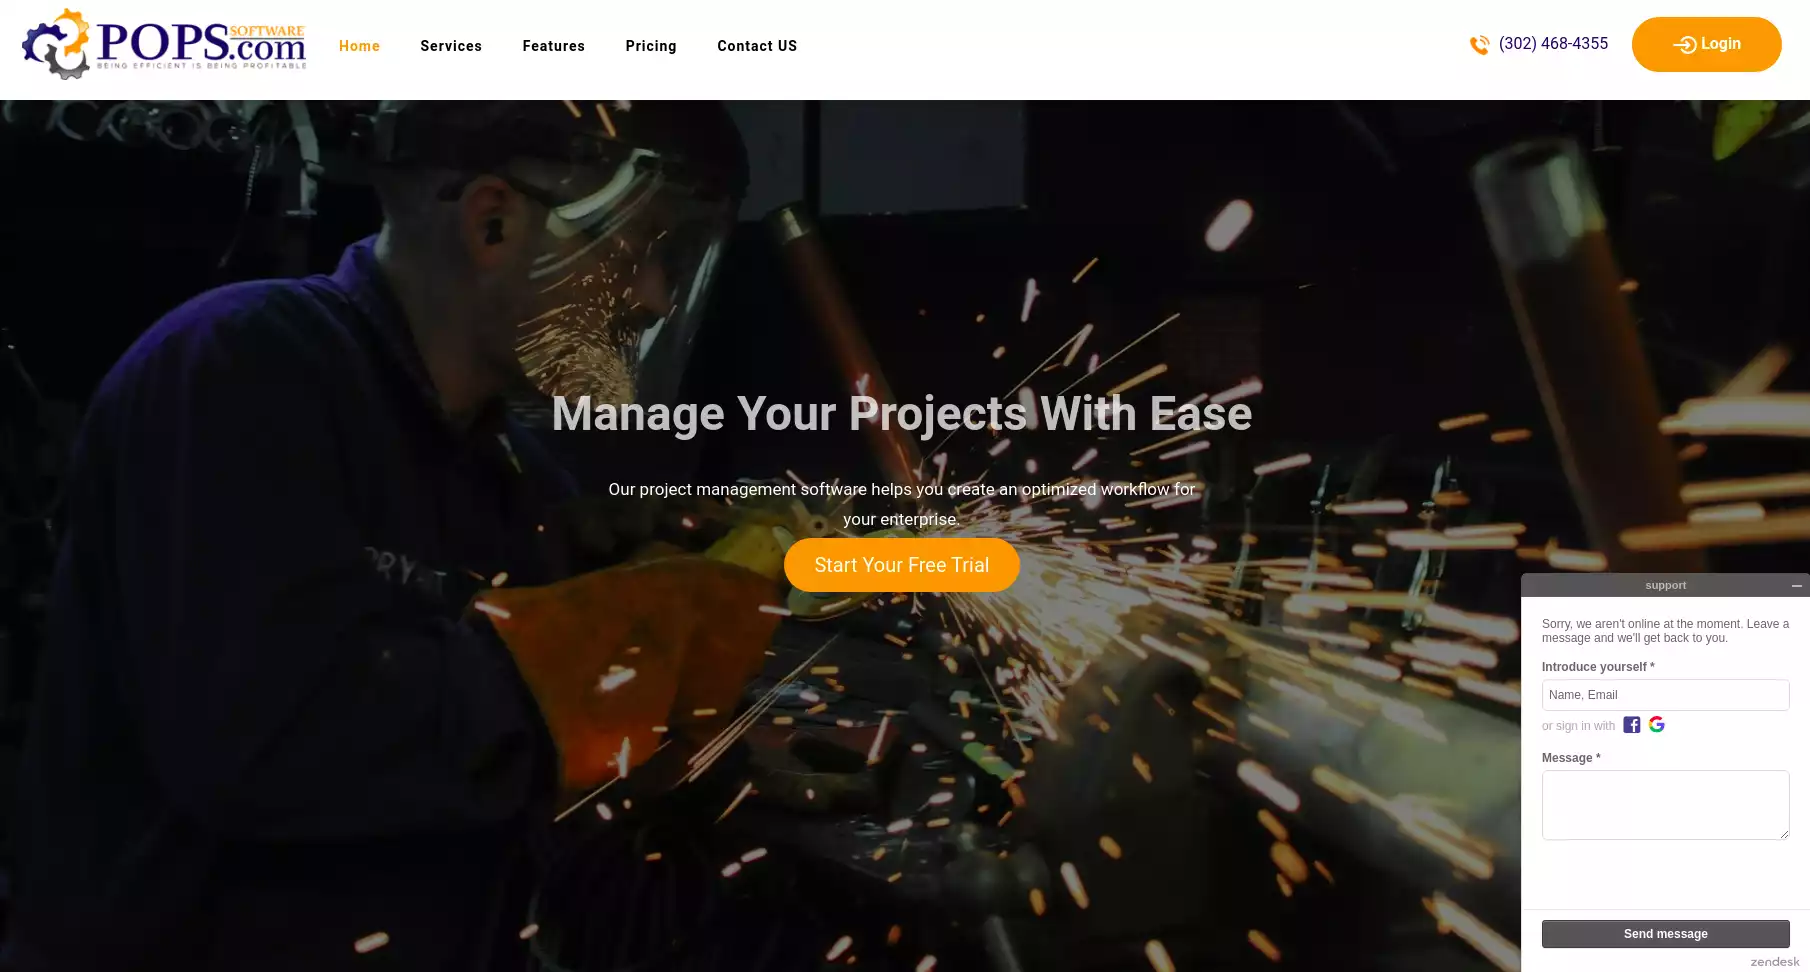 POPS.com
SOFTWARE
BEING EFFICIENT IS BEING PROFITABLE
Home
Services
Features
Pricing
Contact US
(302) 468-4355
Login
Manage Your Projects With Ease
Our project management software helps you create an optimized workflow for
your enterprise.
Start Your Free Trial
support
Sorry, we aren't online at the moment. Leave a
message and we'll get back to you.
Introduce yourself *
Name, Email
or sign in with
Message *
Send message
zendesk